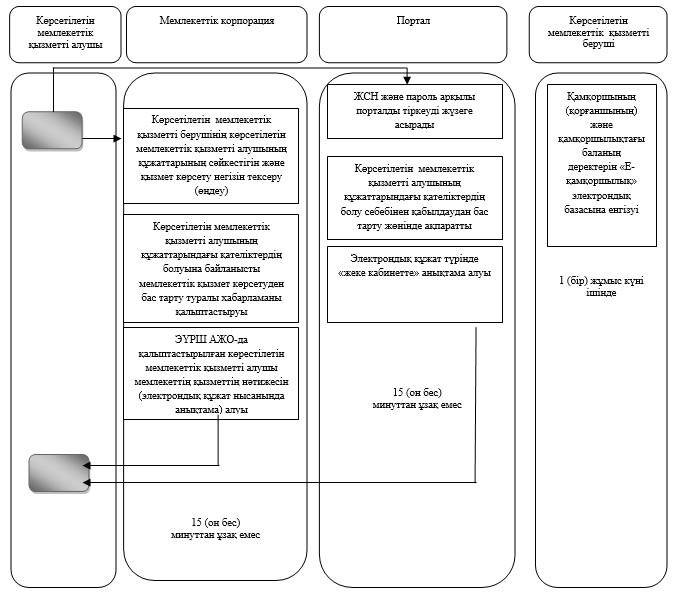 Көрсетілетін
мемлекеттік
қызметті алушы
Мемлекеттік корпорация
Портал
Көрсетілетін
мемлекеттік қызметті
беруші
Көрсетілетін мемлекеттік
қызметті берушінің көрсетілетін
мемлекеттік қызметті алушының
құжаттарының сәйкестігін және
қызмет көрсету негізін тексеру
(өңдеу)
Көрсетілетін мемлекеттік
қызметті алушының
құжаттарындағы қателіктердің
болуына байланысты
мемлекеттік қызмет көрсетуден
бас тарту туралы хабарламаны
қалыптастыруы
ЭҮРШ АЖО-да
қалыптастырылған көрестілетін
мемлекеттік қызметті алушы
мемлекеттің қызметтің нәтижесін
(электрондық құжат нысанында
анықтама) алуы
15 (он бес)
минуттан ұзақ емес
ЖСН және пароль арқылы
порталды тіркеуді жүзеге
асырады
Көрсетілетін мемлекеттік
қызметті алушының
құжаттарындағы қателіктердің
болу себебінен қабылдаудан бас
тарту жөнінде ақпаратты
Электрондық құжат түрінде
«жеке кабинетте» анықтама алуы
15 (он бес)
минуттан ұзақ емес
Қамқоршының
(қорғаншының)
және
қамқоршылықтағы
баланың
деректерін «Е-
қамқоршылық»
электрондық
базасына енгізуі
1 (бір) жұмыс күні
ішінде